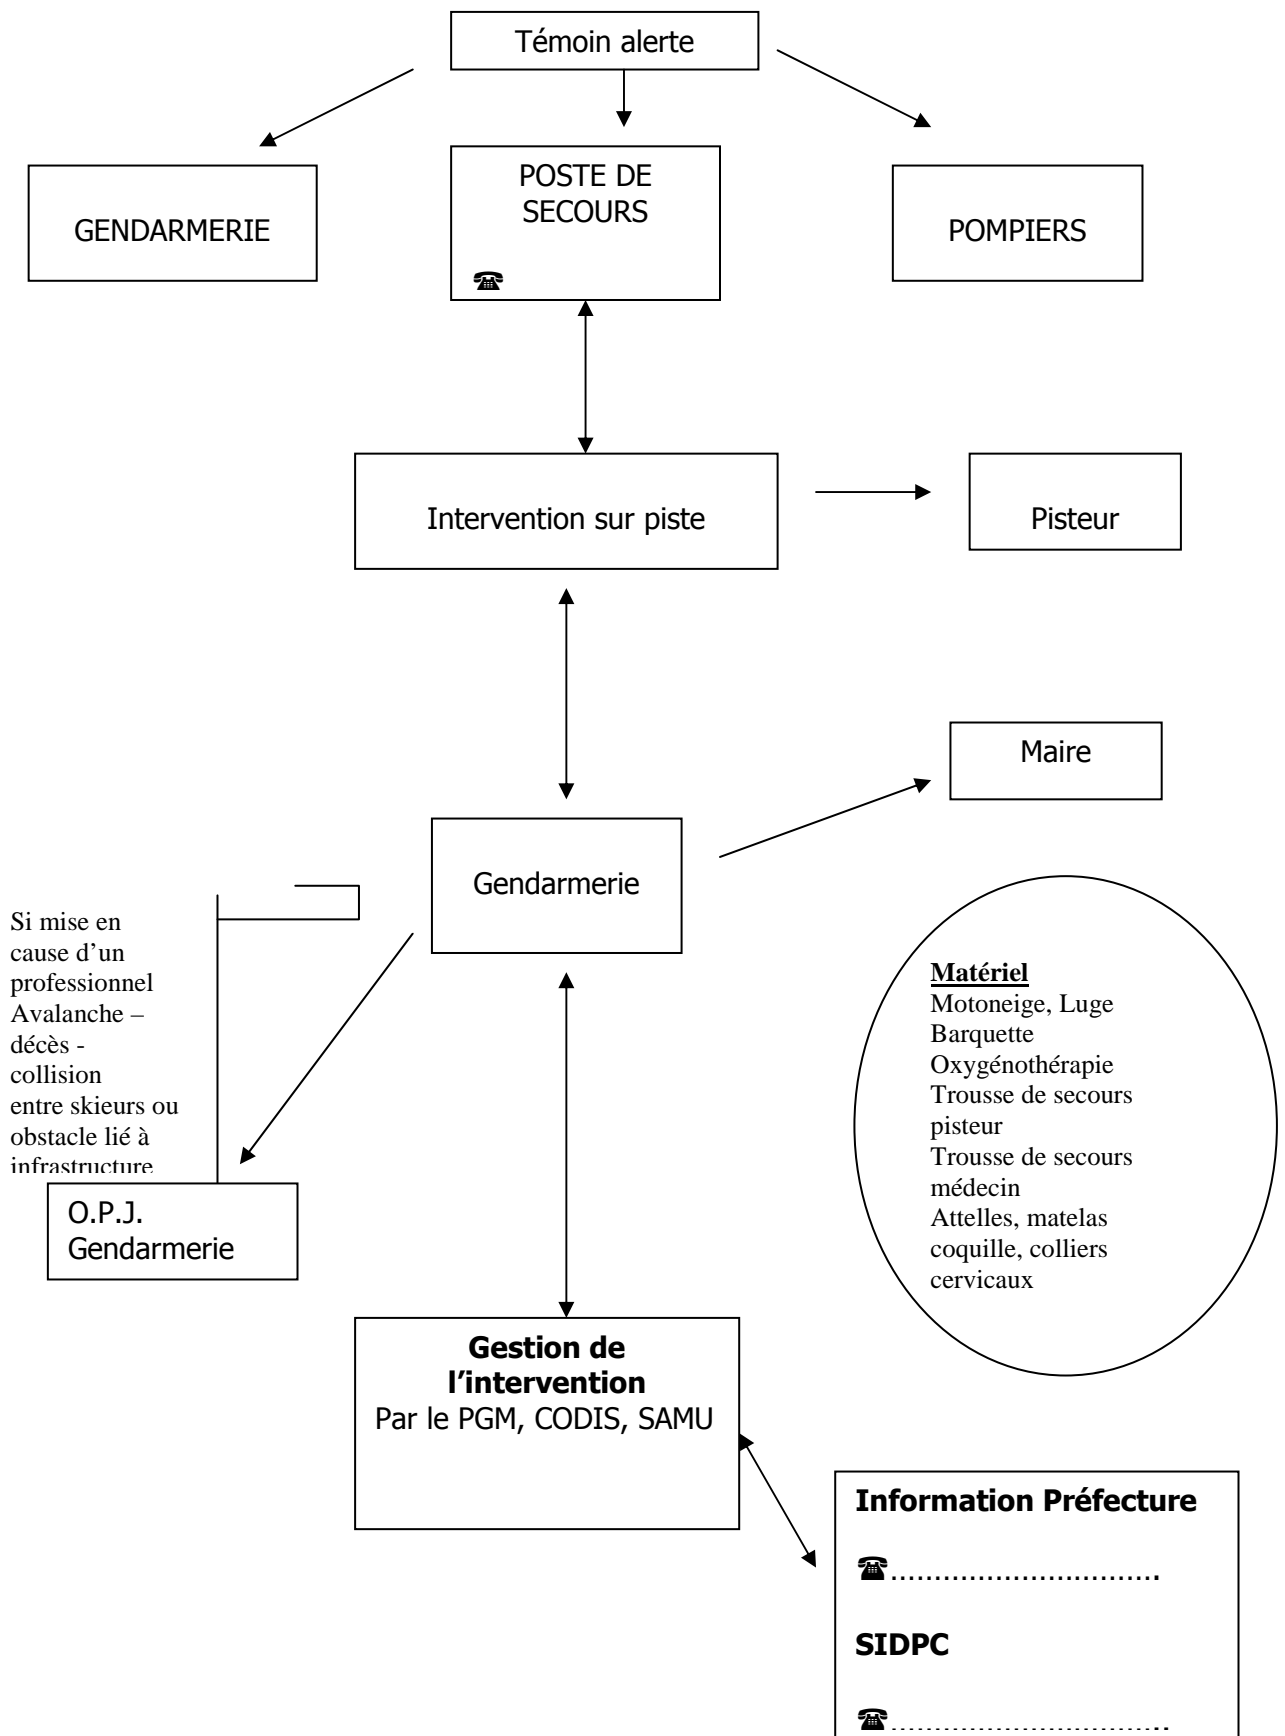 Témoin alerte
GENDARMERIE
POSTE DE
SECOURS
☎
POMPIERS
Intervention sur piste
Pisteur
Maire
Gendarmerie
Si mise en
cause d’un
professionnel
Avalanche –
décès -
collision
entre skieurs ou
obstacle lié à
infrastructure
O.P.J.
Gendarmerie
Matériel
Motoneige, Luge
Barquette
Oxygénothérapie
Trousse de secours
pisteur
Trousse de secours
médecin
Attelles, matelas
coquille, colliers
cervicaux
Gestion de
l’intervention
Par le PGM, CODIS, SAMU
Information Préfecture
☎...............................
SIDPC
☎................................